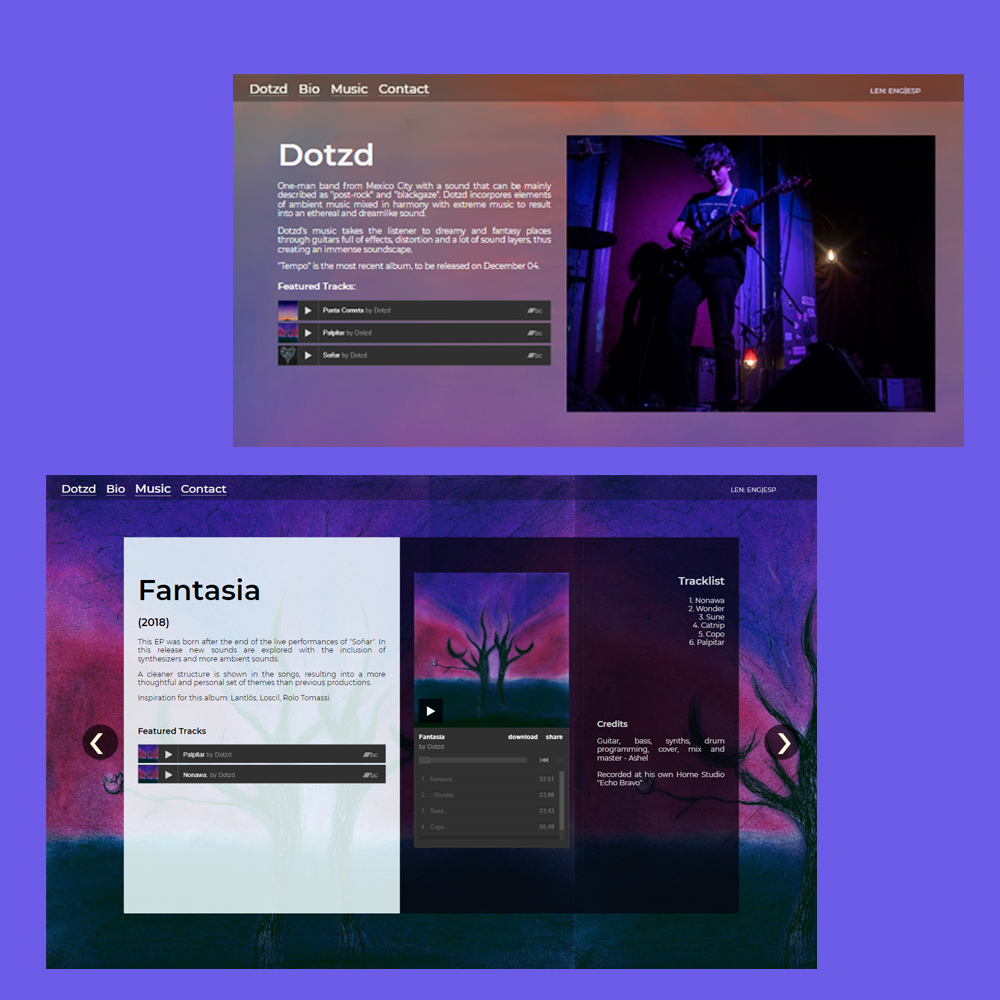 Dotzd Bio Music Contact
LEN: ENG|ESP
Dotzd
One-man band from Mexico City with a sound that can be mainly
described as "post-rock" and "blackgaze". Dotzd incorpores elements
of ambient music mixed in harmony with extreme music to result
into an ethereal and dreamlike sound.
Dotzd's music takes the listener to dreamy and fantasy places
through guitars full of effects, distortion and a lot of sound layers, thus
creating an immense soundscape.
"Tempo" is the most recent album, to be released on December 04.
Featured Tracks:
Punta Cometa by Dotzd
bc
Palpitar by Dotzd
bc
Soñar by Dotzd
bc
Dotzd Bio Music Contact
LEN: ENG|ESP
Fantasia
(2018)
This EP was born after the end of the live performances of "Soñar". In
this release new sounds are explored with the inclusion of
synthesizers and more ambient sounds.
A cleaner structure is shown in the songs, resulting into a more
thoughtful and personal set of themes than previous productions.
Inspiration for this album: Lantlôs, Loscil, Rolo Tomassi.
Featured Tracks
Palpitar by Dotzd
bc
Nonawa. by Dotzd
bc
Fantasia
by Dotzd
download share
1. Nonawa. 02:51
2. . Wonder 03:00
3. Sune 03:43
4. Copo 05:49
Tracklist
1. Nonawa
2. Wonder
3. Sune
4. Catnip
5. Copo
6. Palpitar
Credits
Guitar, bass, synths, drum
programming, cover, mix and
master - Ashel
Recorded at his own Home Studio
"Echo Bravo"